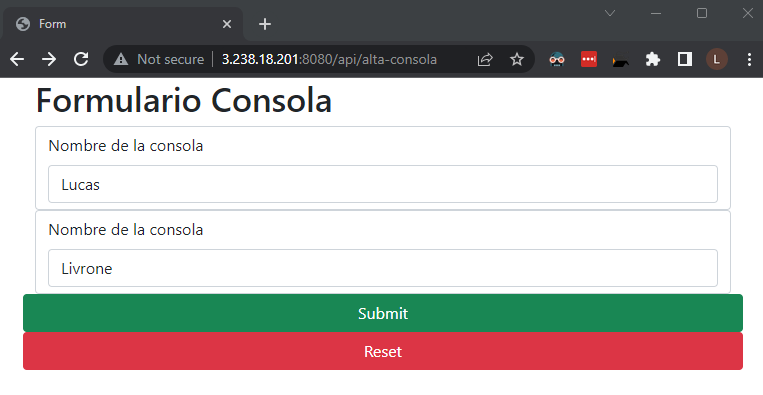 Form
Not secure 3.238.18.201:8080/api/alta-consola
L
Formulario Consola
Nombre de la consola
Lucas
Nombre de la consola
Livrone
Submit
Reset